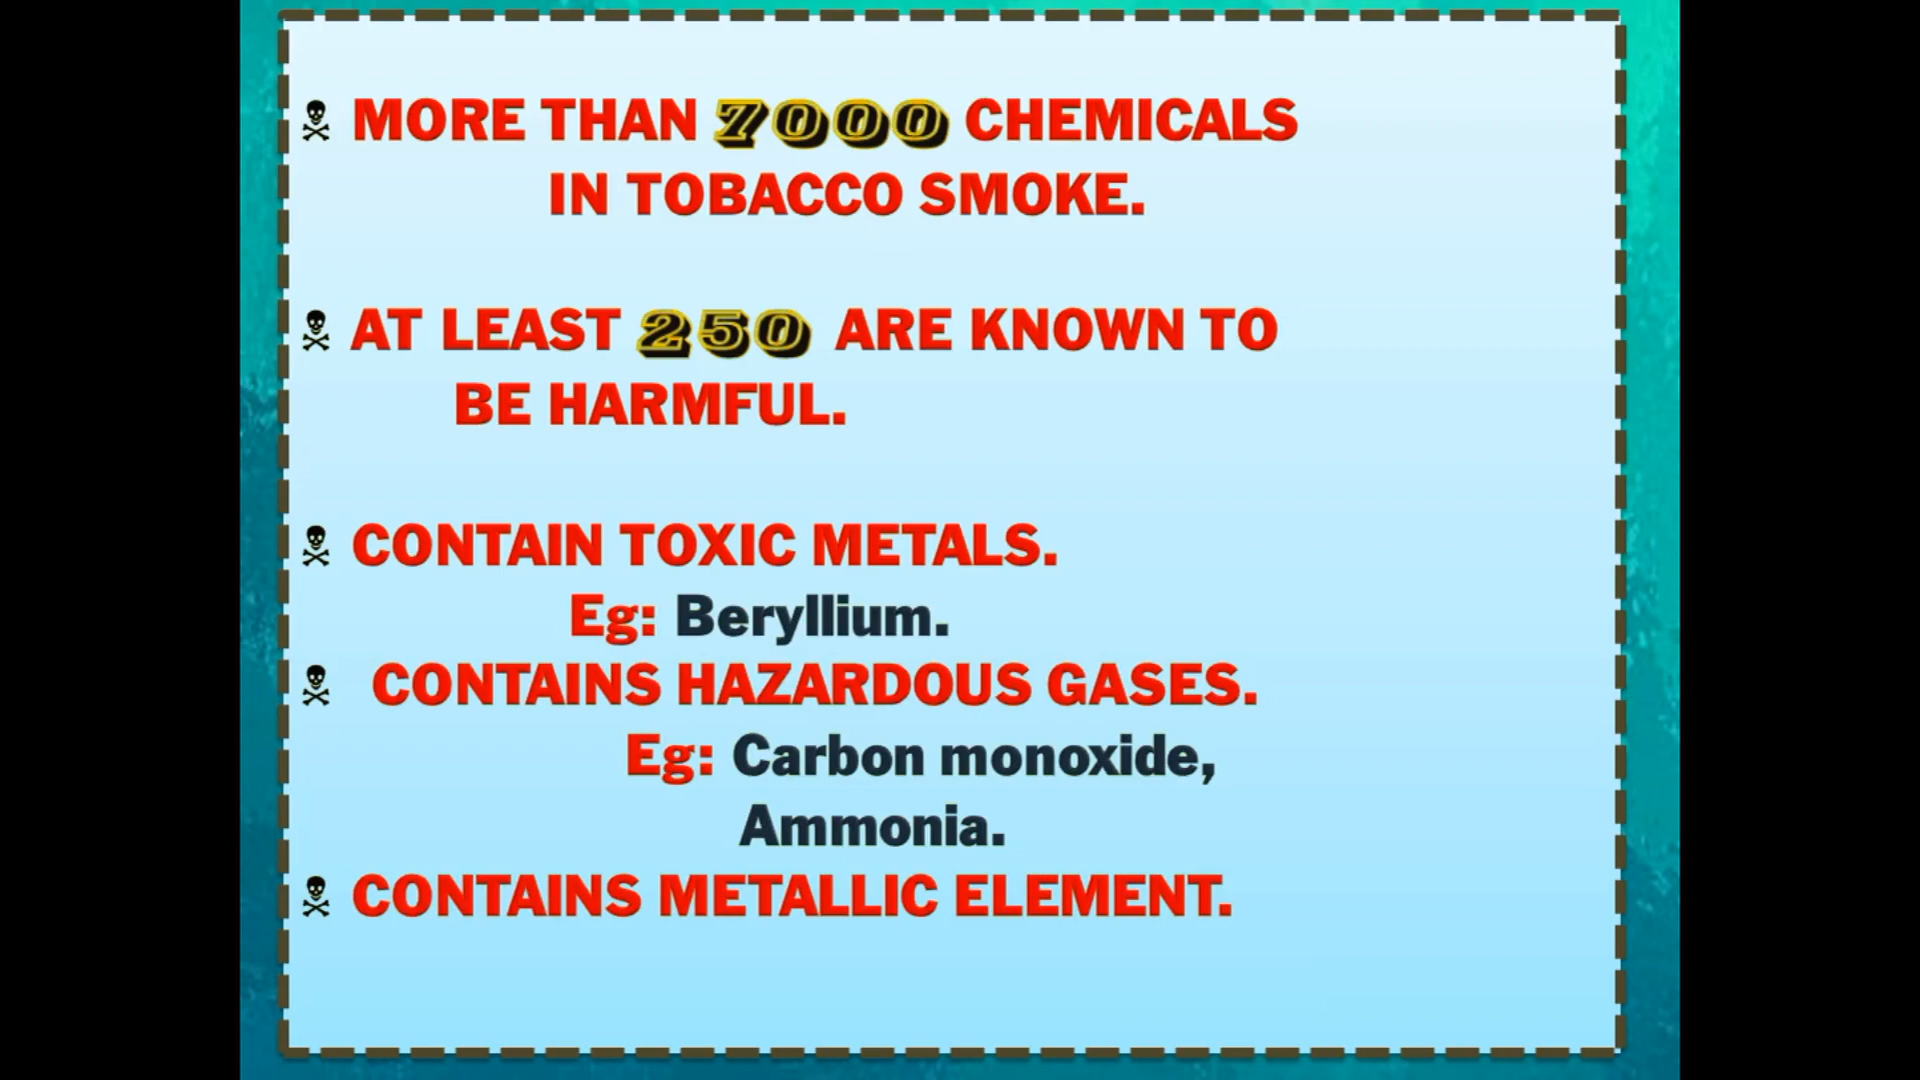 ☠ MORE THAN 7000 CHEMICALS
IN TOBACCO SMOKE.
☠ AT LEAST 250 ARE KNOWN TO
BE HARMFUL.
☠ CONTAIN TOXIC METALS.
Eg: Beryllium.
☠ CONTAINS HAZARDOUS GASES.
Eg: Carbon monoxide,
Ammonia.
☠ CONTAINS METALLIC ELEMENT.